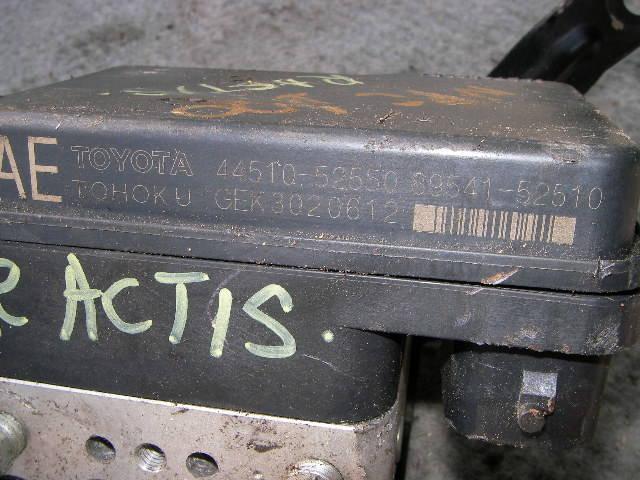 AE
TOYOTA 44510-52550 89541-52510
TOHOKU GEK3020612
R ACTIS.